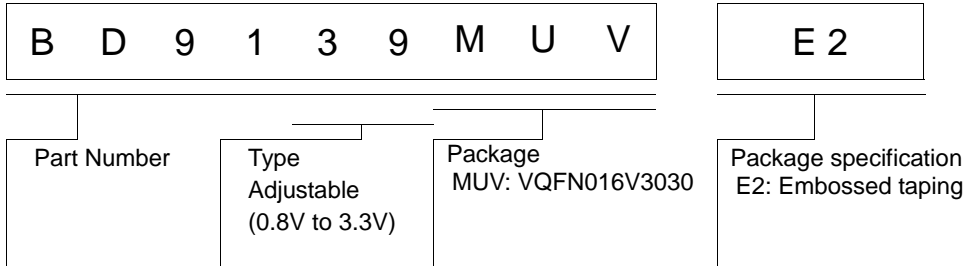 B D 9 1 3 9 M U V E 2
Part Number
Type
Adjustable
(0.8V to 3.3V)
Package
MUV: VQFN016V3030
Package specification
E2: Embossed taping